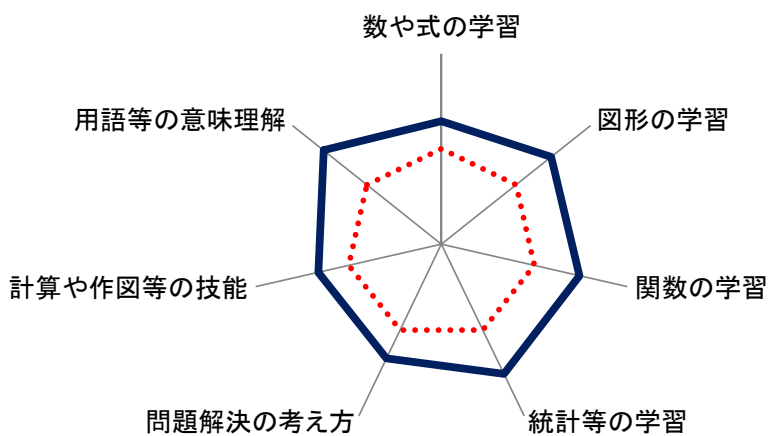 数や式の学習
用語等の意味理解
図形の学習
計算や作図等の技能
関数の学習
問題解決の考え方
統計等の学習